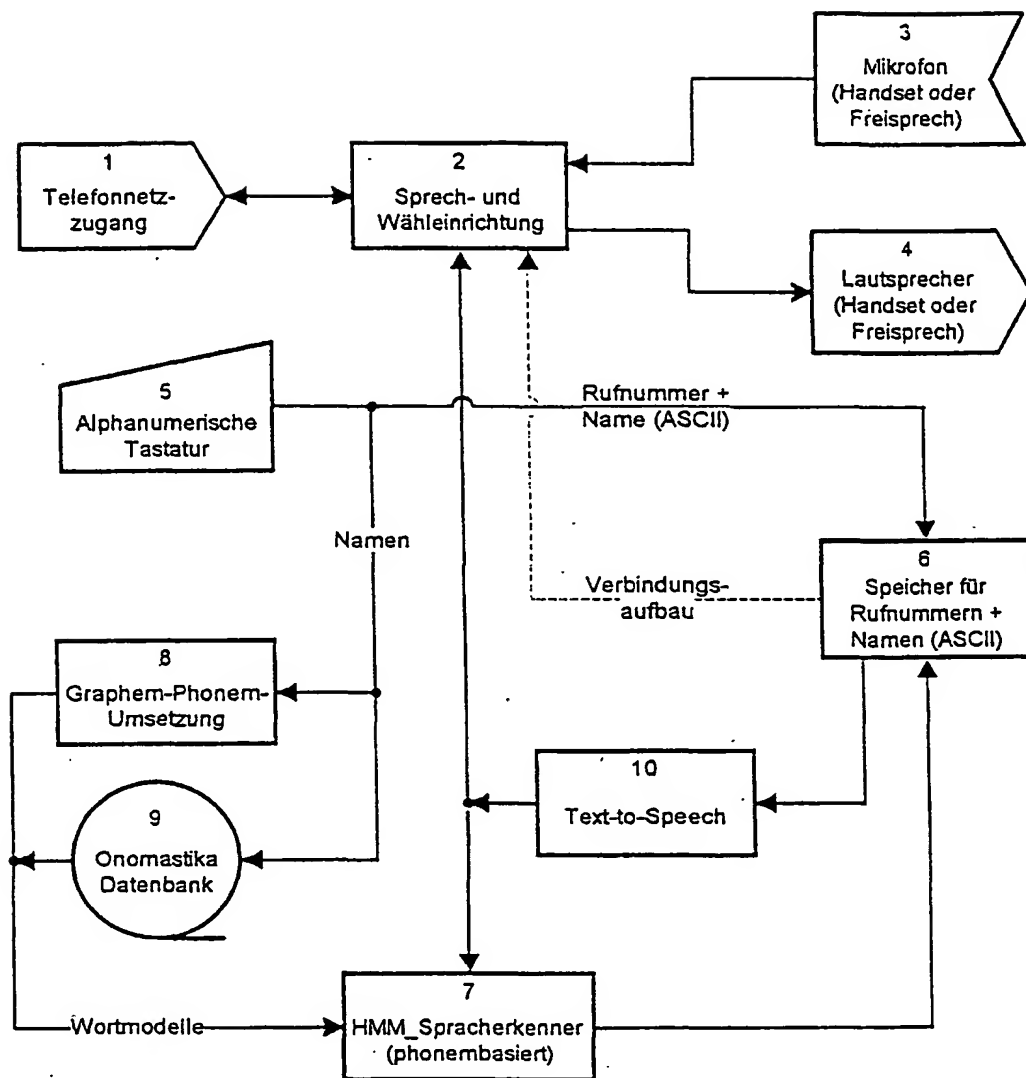 3
Mikrofon
(Handset oder
Freisprech)
1
Telefonnetz-
zugang
2
Sprech- und
Wähleinrichtung
4
Lautsprecher
(Handset oder
Freisprech)
5
Alphanumerische
Tastatur
Rufnummer +
Name (ASCII)
Namen
Verbindungs-
aufbau
6
Speicher für
Rufnummern +
Namen (ASCII)
8
Graphem-Phonem-
Umsetzung
10
Text-to-Speech
9
Onomastika
Datenbank
Wortmodelle
7
HMM_Spracherkenner
(phonembasiert)